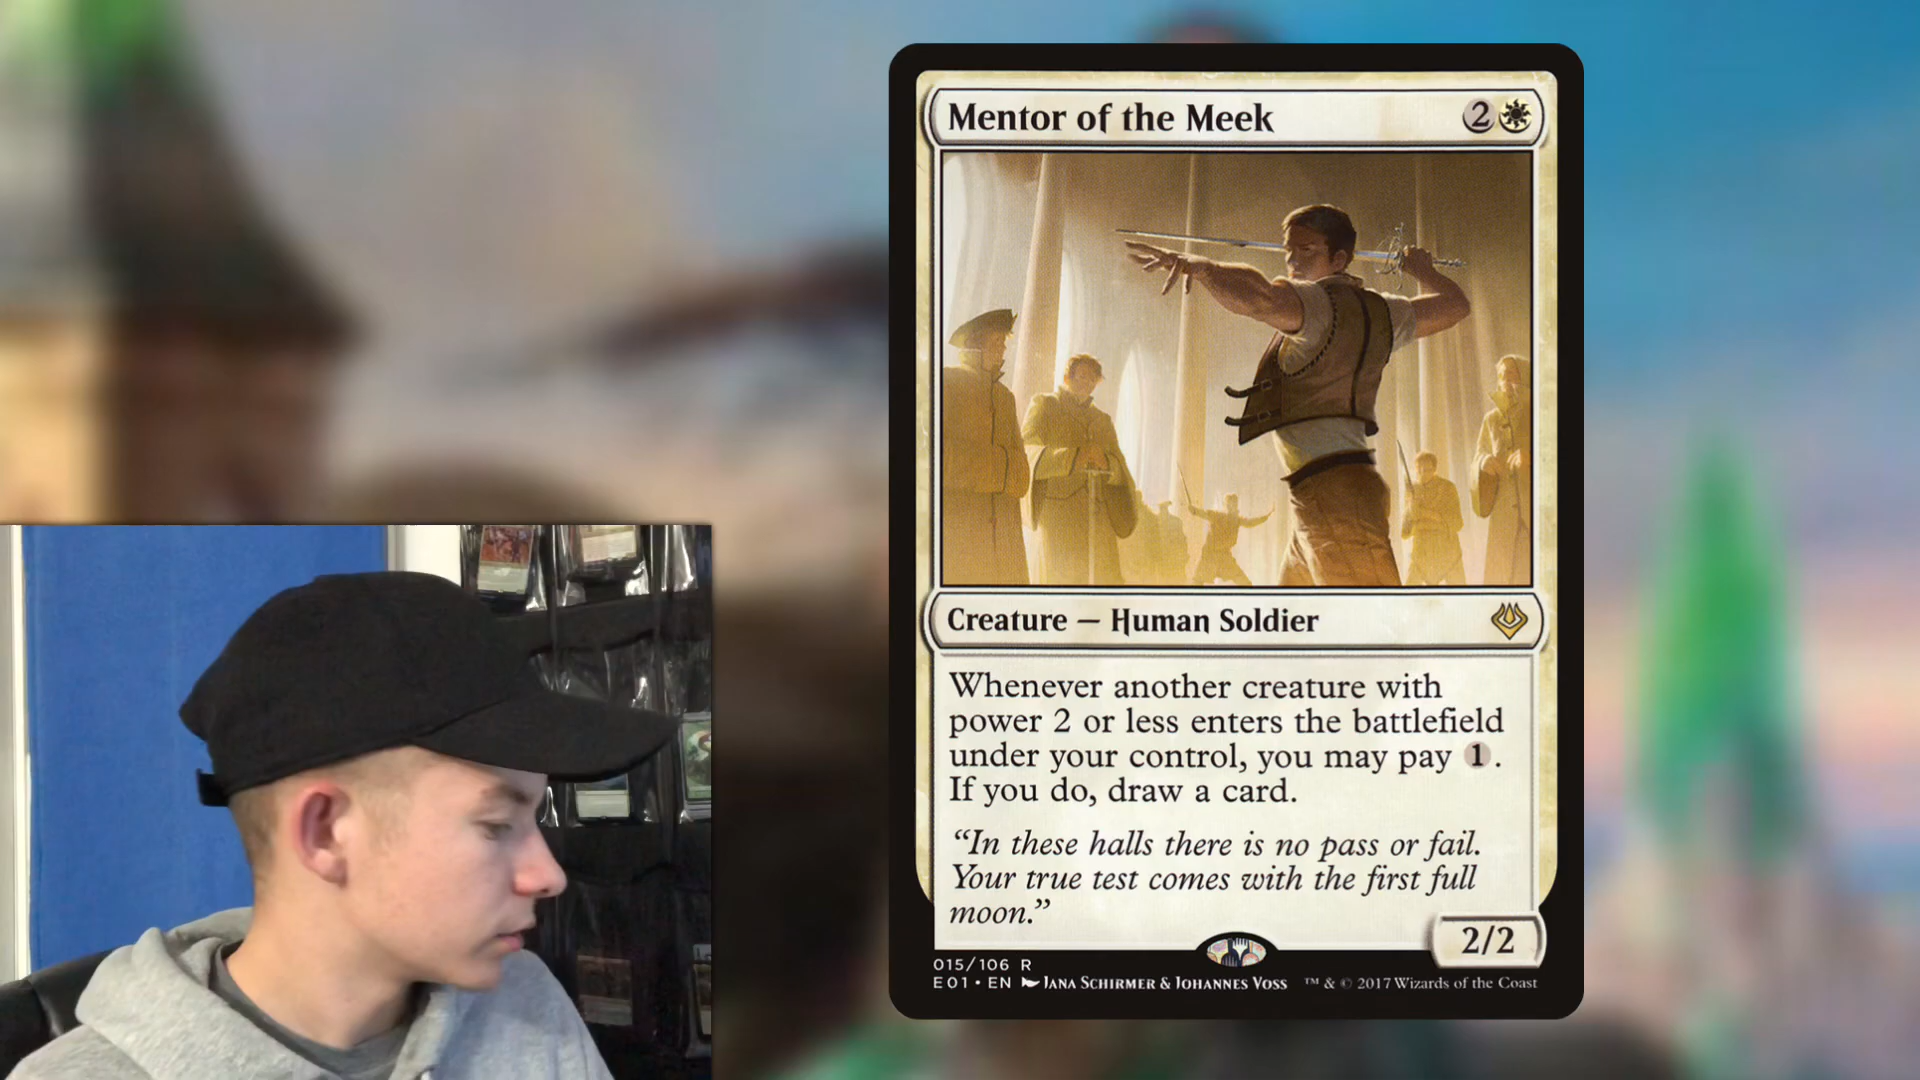 Mentor of the Meek 2
Creature — Human Soldier
Whenever another creature with
power 2 or less enters the battlefield
under your control, you may pay 1.
If you do, draw a card.
“In these halls there is no pass or fail.
Your true test comes with the first full
moon.”
2/2
015/106 R
E01 • EN Jana Schirmer & Johannes Voss ™ & © 2017 Wizards of the Coast